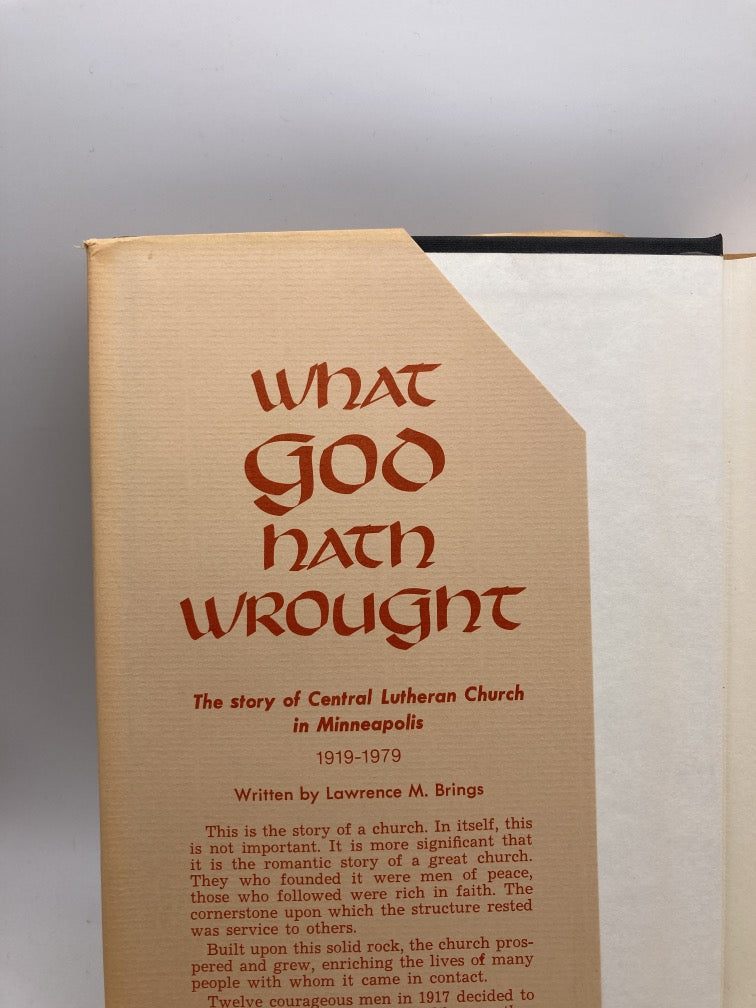 What
God
hath
Wrought
The story of Central Lutheran Church
in Minneapolis
1919-1979
Written by Lawrence M. Brings
This is the story of a church. In itself, this
is not important. It is more significant that
it is the romantic story of a great church.
They who founded it were men of peace,
those who followed were rich in faith. The
cornerstone upon which the structure rested
was service to others.
Built upon this solid rock, the church pros-
pered and grew, enriching the lives of many
people with whom it came in contact.
Twelve courageous men in 1917 decided to